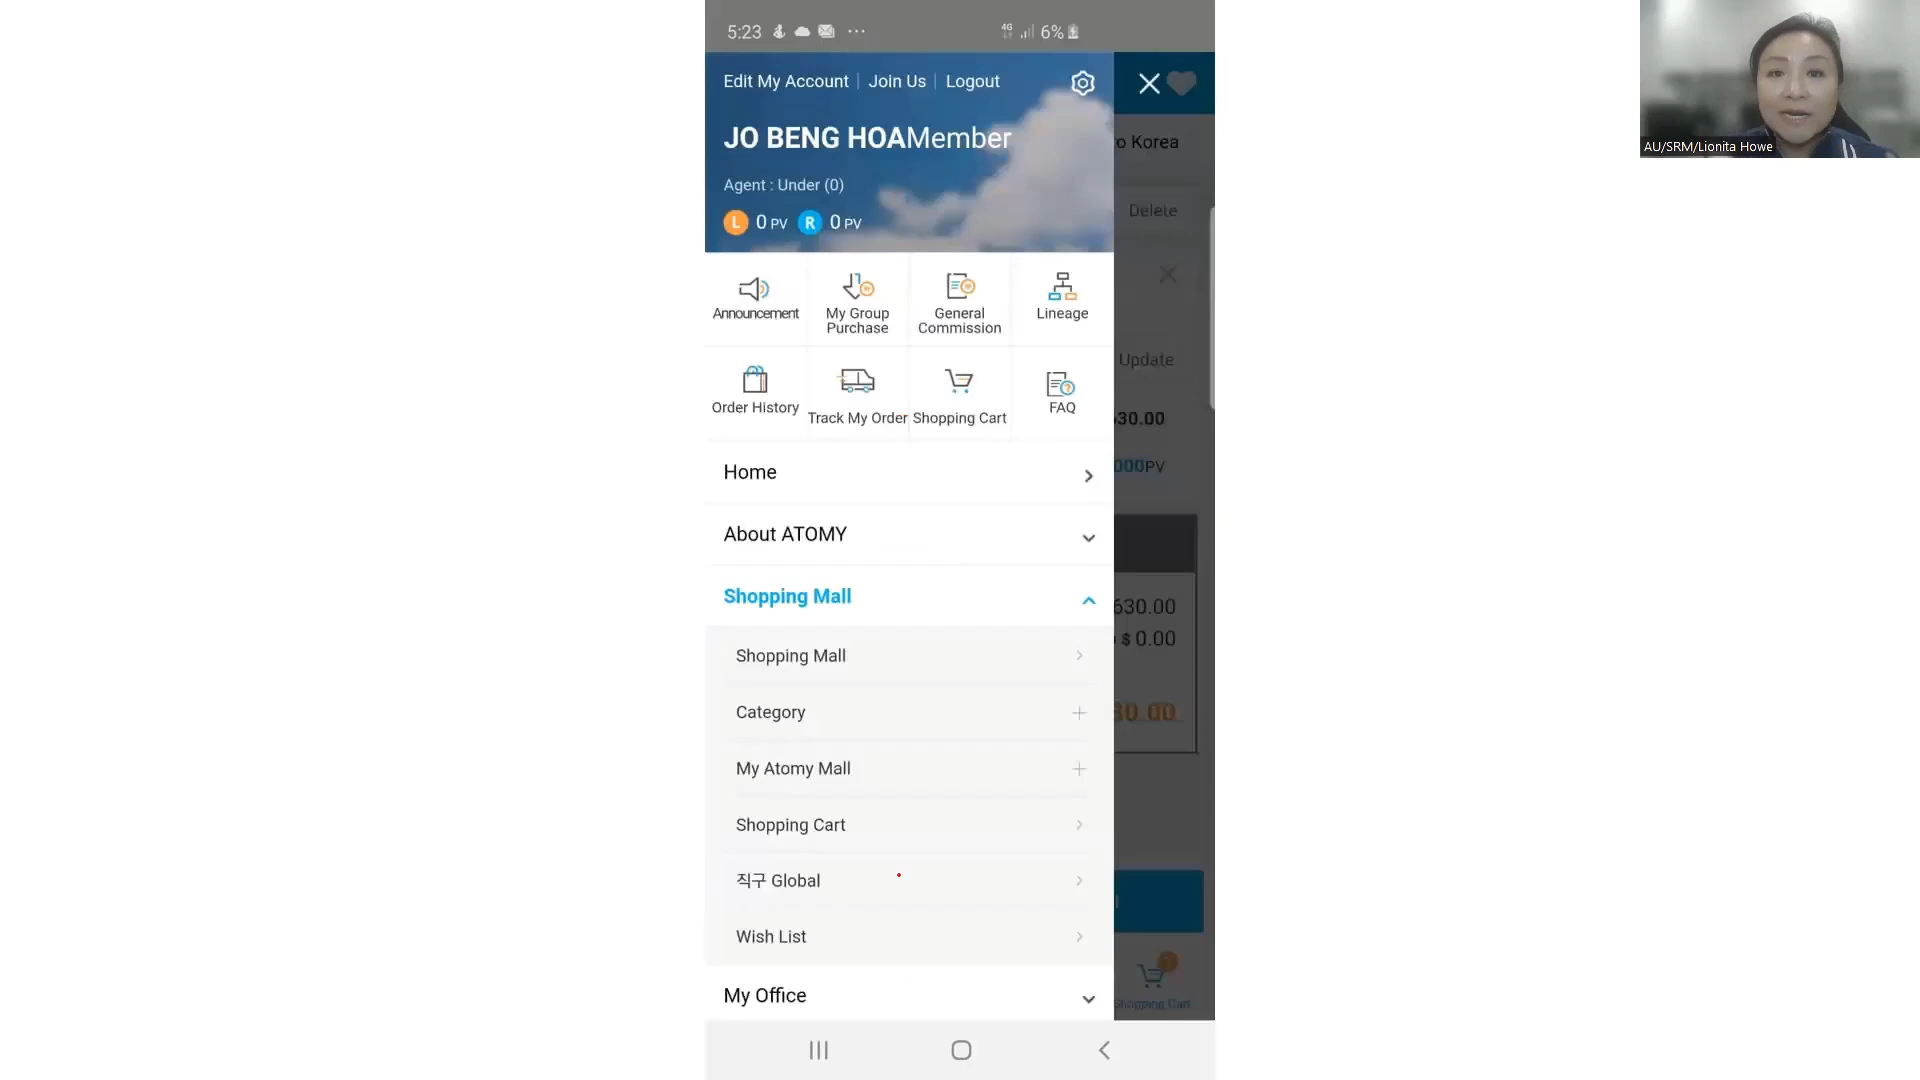 5:23
4G
6%
Edit My Account | Join Us | Logout
JO BENG HOAMember
Agent : Under (0)
L 0 PV R 0 PV
Announcement
My Group
Purchase
General
Commission
Lineage
Order History
Track My Order
Shopping Cart
FAQ
Home
About ATOMY
Shopping Mall
Shopping Mall
Category
My Atomy Mall
Shopping Cart
직구 Global
Wish List
My Office
o Korea
Delete
Update
30.00
000PV
630.00
$ 0.00
30.00
Shopping Cart
AU/SRM/Lionita Howe